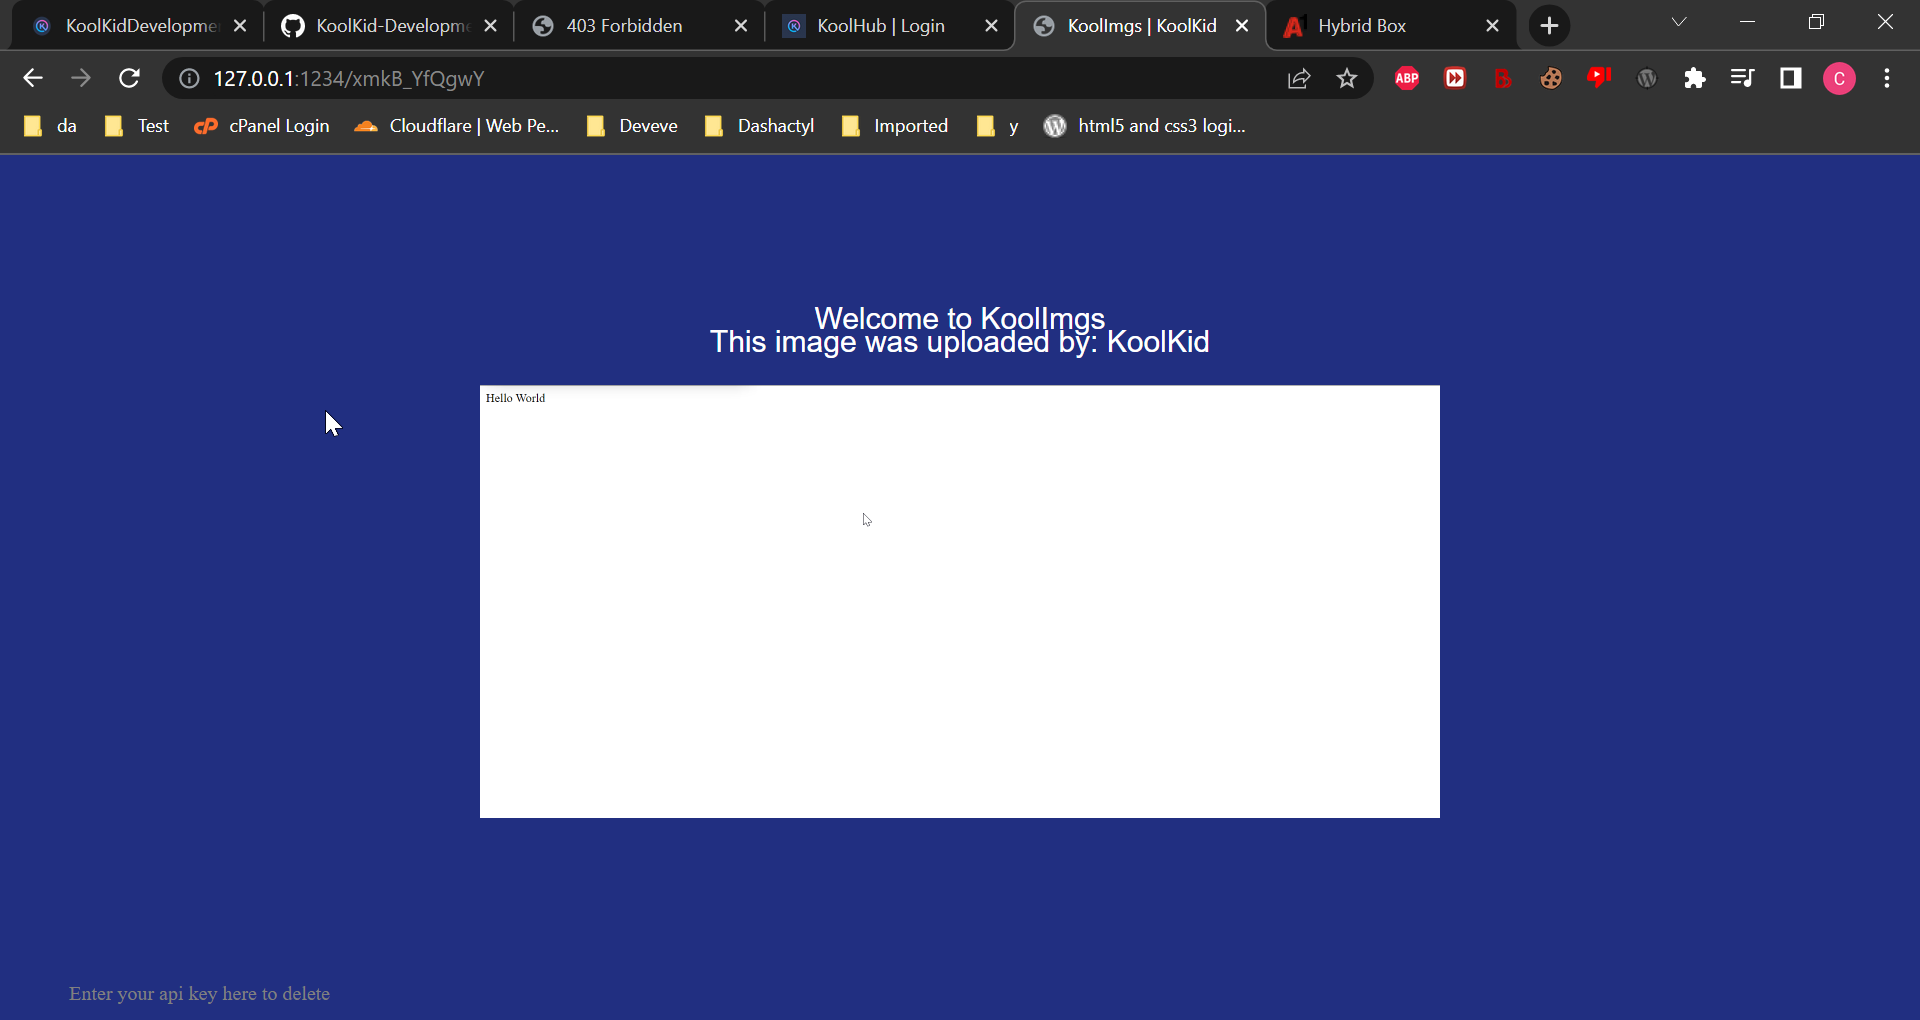 KoolKidDevelopme
KoolKid-Developme
403 Forbidden
KoolHub | Login
KoolImgs | KoolKid
Hybrid Box
127.0.0.1:1234/xmkB_YfQgwY
ABP
C
da
Test
cPanel Login
Cloudflare | Web Pe...
Deveve
Dashactyl
Imported
y
html5 and css3 logi...
Welcome to KoolImgs
This image was uploaded by: KoolKid
Hello World
Enter your api key here to delete